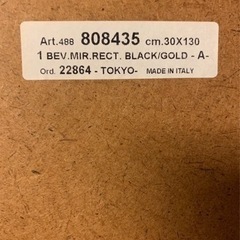 Art.488 808435 cm.30X130
1 BEV.MIR.RECT. BLACK/GOLD - A-
Ord. 22864 - TOKYO- MADE IN ITALY